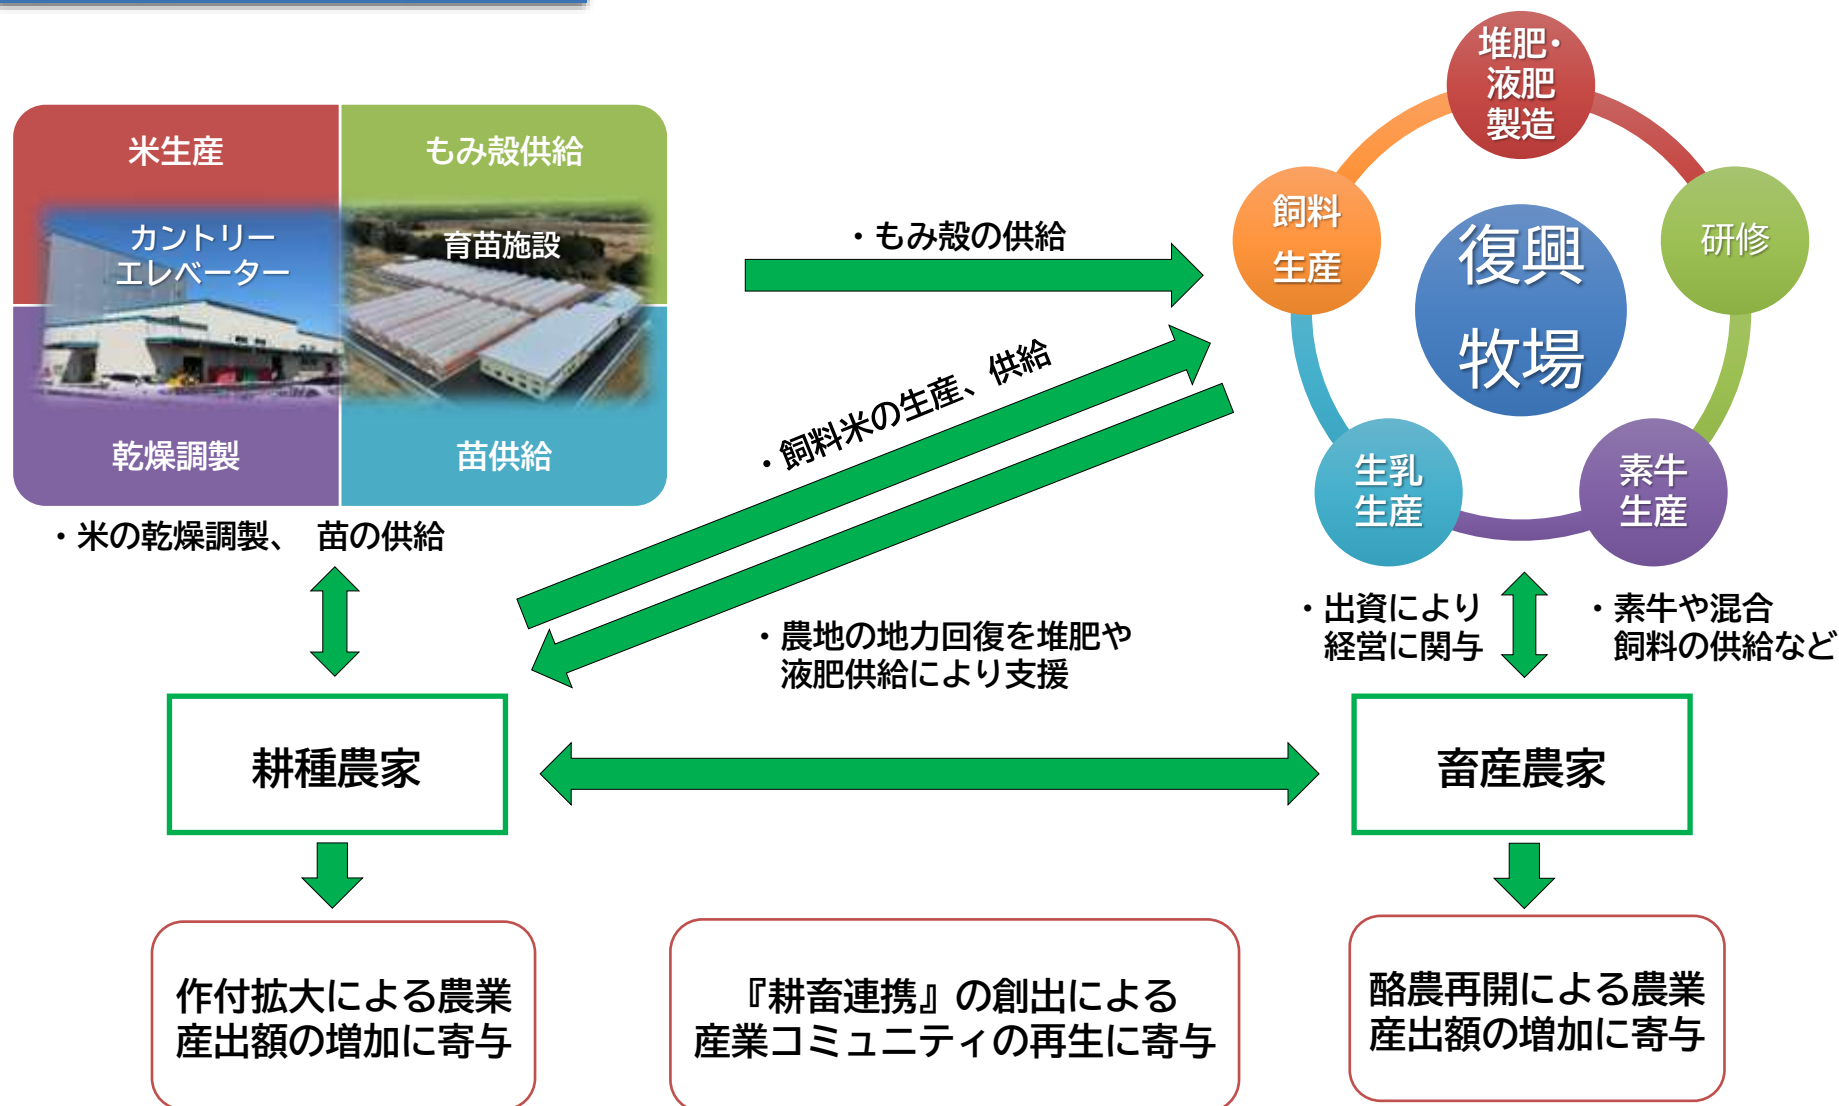 米生産
もみ殻供給
カントリー
エレベーター
育苗施設
乾燥調製
苗供給
・米の乾燥調製、 苗の供給
・もみ殻の供給
・飼料米の生産、供給
・農地の地力回復を堆肥や
液肥供給により支援
堆肥・
液肥
製造
飼料
生産
研修
復興
牧場
生乳
生産
素牛
生産
・出資により
経営に関与
・素牛や混合
飼料の供給など
耕種農家
畜産農家
作付拡大による農業
産出額の増加に寄与
『耕畜連携』の創出による
産業コミュニティの再生に寄与
酪農再開による農業
産出額の増加に寄与